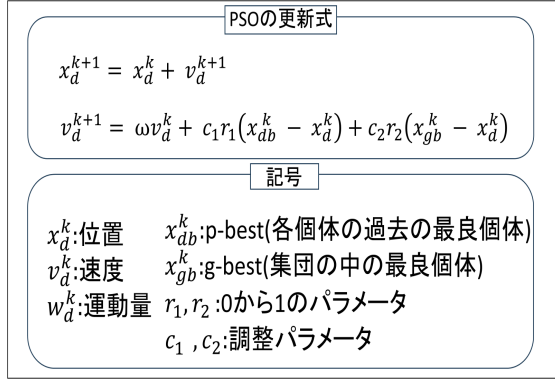 PSOの更新式
x_d^{k+1} = x_d^k + v_d^{k+1}
v_d^{k+1} = ωv_d^k + c_1r_1(x_{db}^k − x_d^k) + c_2r_2(x_{gb}^k − x_d^k)
記号
x_d^k:位置 x_{db}^k:p-best(各個体の過去の最良個体)
v_d^k:速度 x_{gb}^k:g-best(集団の中の最良個体)
w_d^k:運動量 r_1,r_2 :0から1のパラメータ
c_1 ,c_2:調整パラメータ